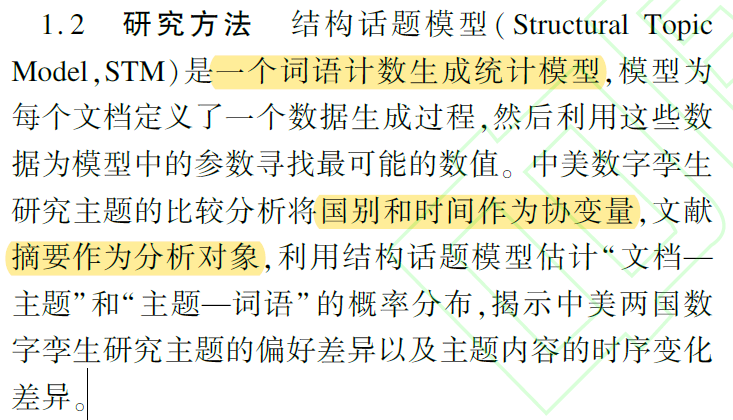 1.2 研究方法 结构话题模型(Structural Topic
Model,STM)是一个词语计数生成统计模型,模型为
每个文档定义了一个数据生成过程,然后利用这些数
据为模型中的参数寻找最可能的数值。中美数字孪生
研究主题的比较分析将国别和时间作为协变量,文献
摘要作为分析对象,利用结构话题模型估计“文档—
主题”和“主题—词语”的概率分布,揭示中美两国数
字孪生研究主题的偏好差异以及主题内容的时序变化
差异。